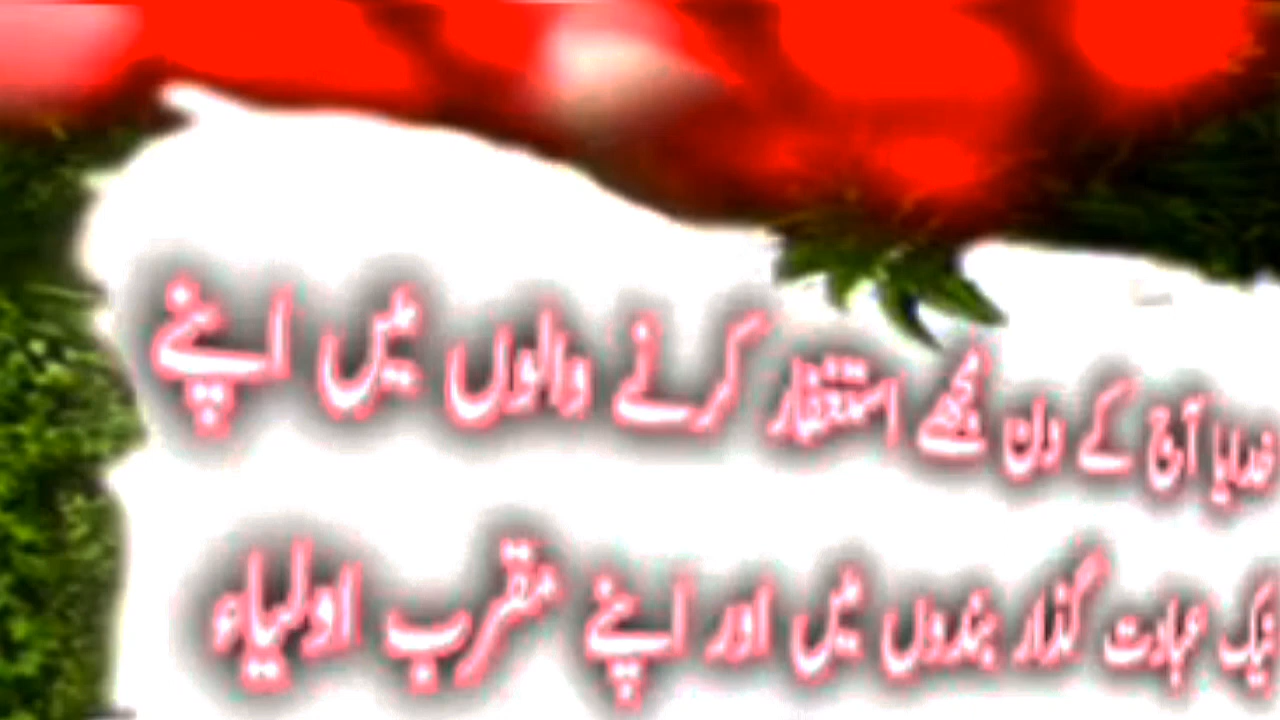 خدایا آج کے دن مجھے استغفار کرنے والوں میں اپنے
نیک عبادت گذار بندوں میں اور اپنے مقرب اولیاء